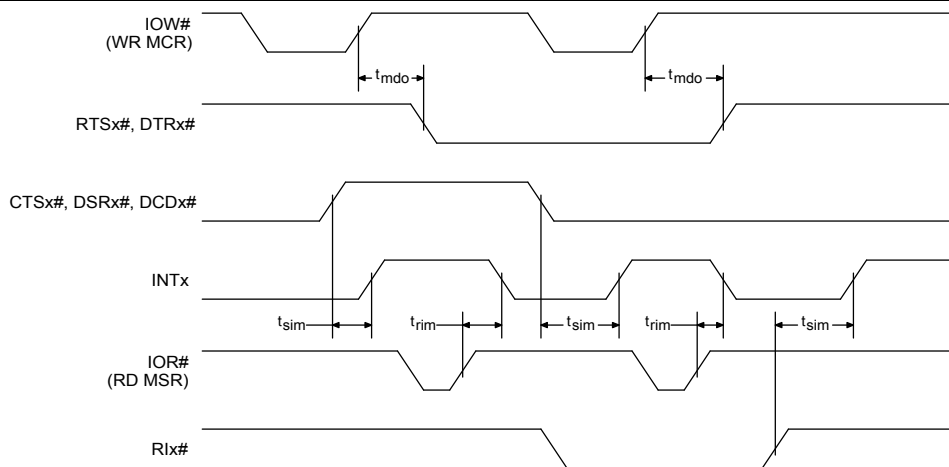 IOW#
(WR MCR)
tmdo
tmdo
RTSx#, DTRx#
CTSx#, DSRx#, DCDx#
INTx
tsim
trim
tsim
trim
tsim
IOR#
(RD MSR)
RIx#